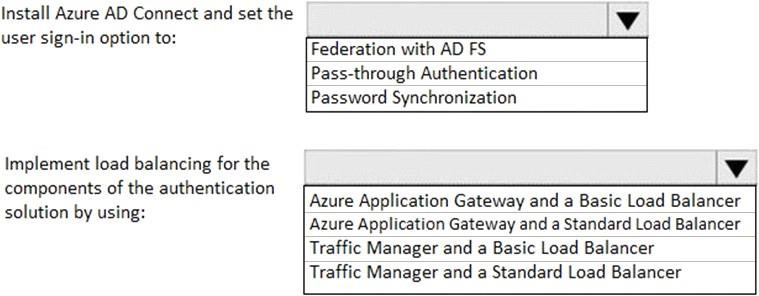 Install Azure AD Connect and set the
user sign-in option to:
Federation with AD FS
Pass-through Authentication
Password Synchronization
Implement load balancing for the
components of the authentication
solution by using:
Azure Application Gateway and a Basic Load Balancer
Azure Application Gateway and a Standard Load Balancer
Traffic Manager and a Basic Load Balancer
Traffic Manager and a Standard Load Balancer